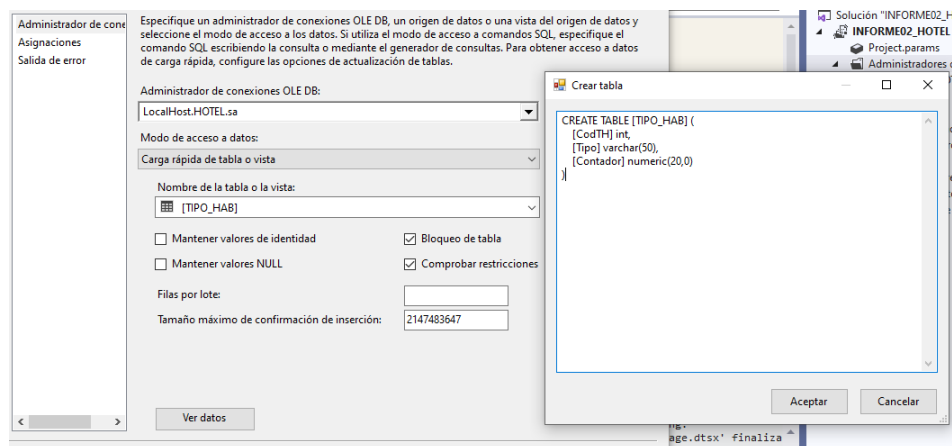 Administrador de cone
Asignaciones
Salida de error
Especifique un administrador de conexiones OLE DB, un origen de datos o una vista del origen de datos y
seleccione el modo de acceso a los datos. Si utiliza el modo de acceso a comandos SQL, especifique el
comando SQL escribiendo la consulta o mediante el generador de consultas. Para obtener acceso a datos
de carga rápida, configure las opciones de actualización de tablas.
Administrador de conexiones OLE DB:
LocalHost.HOTEL.sa
Modo de acceso a datos:
Carga rápida de tabla o vista
Nombre de la tabla o la vista:
[TIPO_HAB]
Mantener valores de identidad
Bloqueo de tabla
Mantener valores NULL
Comprobar restricciones
Filas por lote:
Tamaño máximo de confirmación de inserción:
2147483647
Ver datos
Crear tabla
CREATE TABLE [TIPO_HAB] (
[CodTH] int,
[Tipo] varchar(50),
[Contador] numeric(20,0)
)
Aceptar
Cancelar
Solución "INFORME02_H
INFORME02_HOTEL
Project.params
Administradores
age.dtsx' finaliza